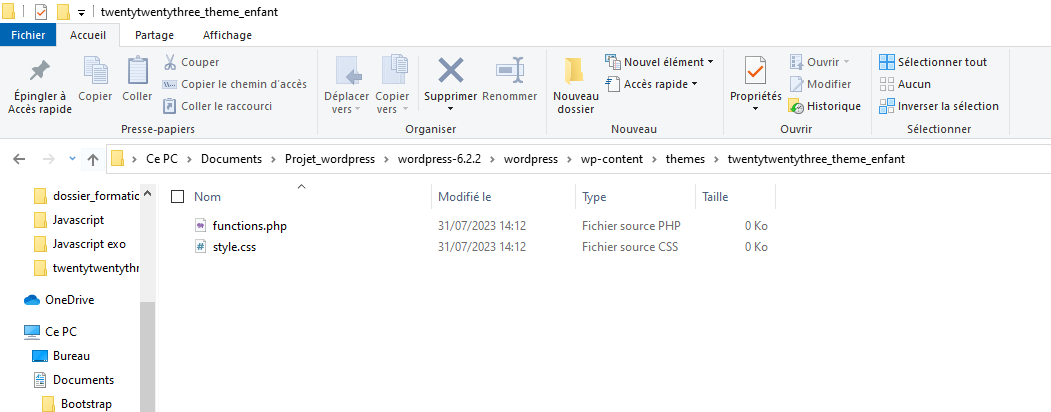 twentytwentythree_theme_enfant
Fichier Accueil Partage Affichage
Épingler à Accès rapide
Copier
Coller
Couper
Copier le chemin d'accès
Coller le raccourci
Presse-papiers
Déplacer vers
Copier vers
Supprimer
Renommer
Organiser
Nouveau dossier
Nouvel élément
Accès rapide
Nouveau
Propriétés
Ouvrir
Modifier
Historique
Ouvrir
Sélectionner tout
Aucun
Inverser la sélection
Sélectionner
Ce PC > Documents > Projet_wordpress > wordpress-6.2.2 > wordpress > wp-content > themes > twentytwentythree_theme_enfant
dossier_formatic
Javascript
Javascript exo
twentytwentythr
OneDrive
Ce PC
Bureau
Documents
Bootstrap
Nom Modifié le Type Taille
functions.php 31/07/2023 14:12 Fichier source PHP 0 Ko
style.css 31/07/2023 14:12 Fichier source CSS 0 Ko